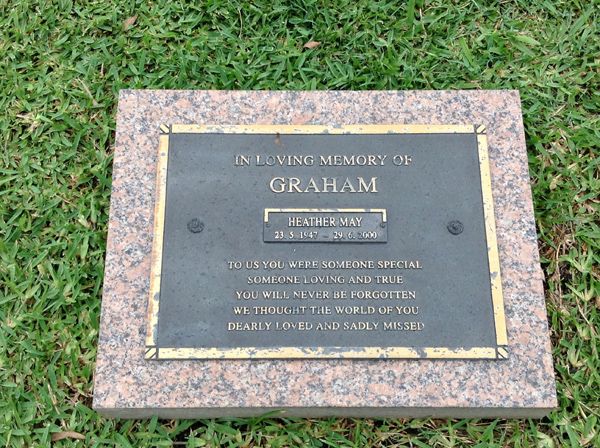 IN LOVING MEMORY OF
GRAHAM
HEATHER MAY
23. 5. 1947 – 29. 6. 2000
TO US YOU WERE SOMEONE SPECIAL
SOMEONE LOVING AND TRUE
YOU WILL NEVER BE FORGOTTEN
WE THOUGHT THE WORLD OF YOU
DEARLY LOVED AND SADLY MISSED